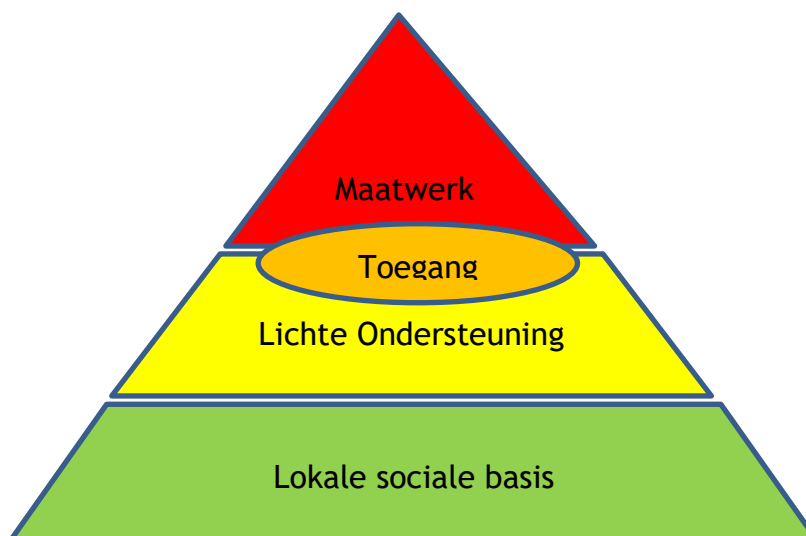 Maatwerk
Toegang
Lichte Ondersteuning
Lokale sociale basis